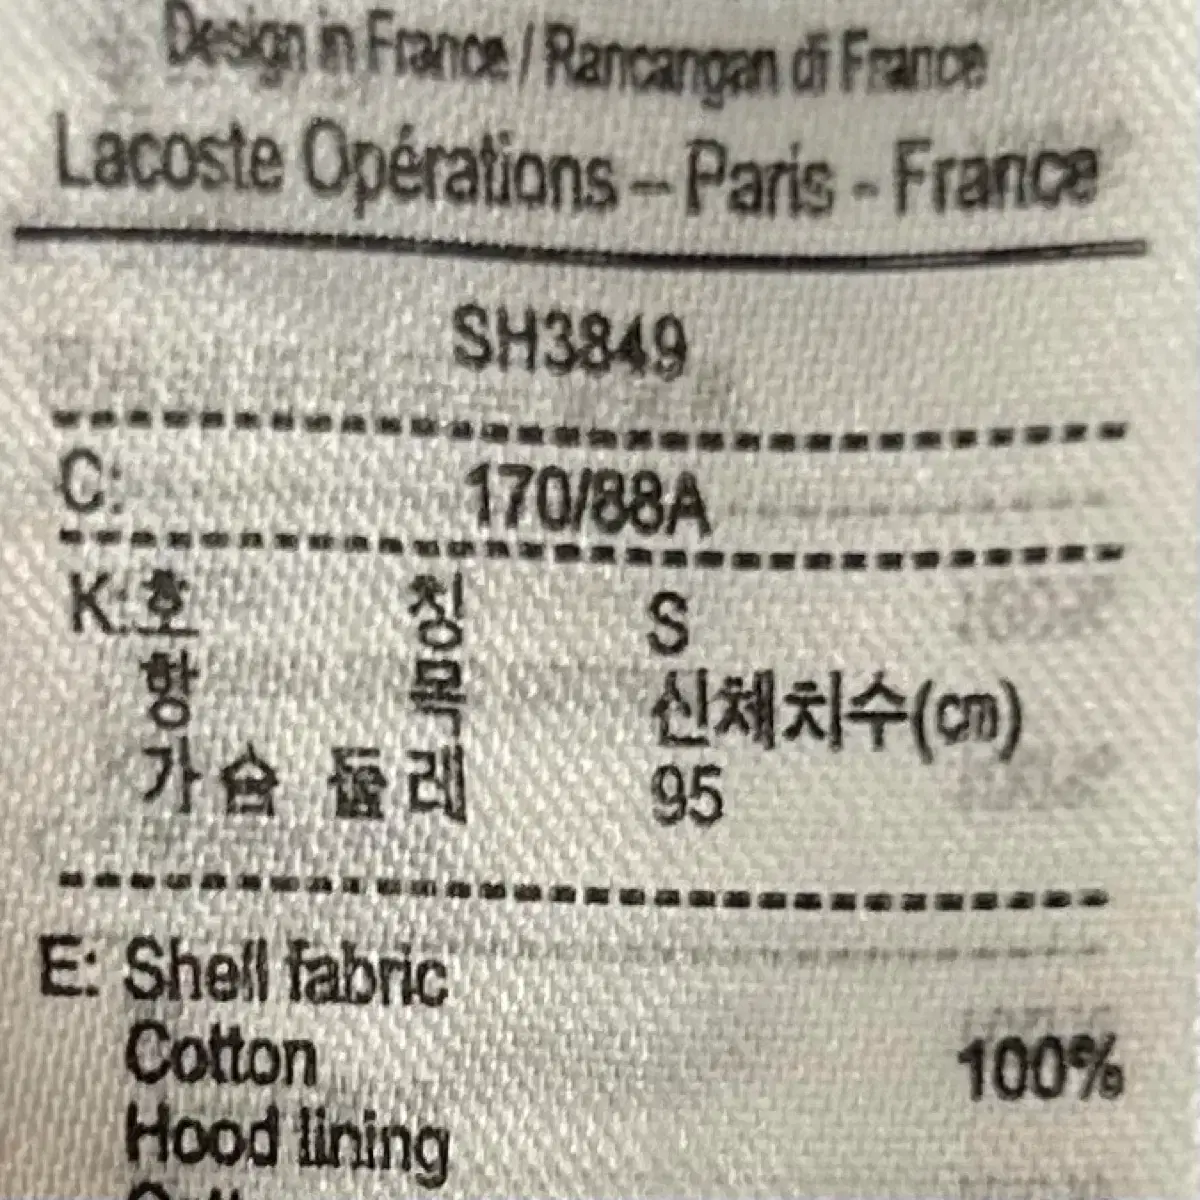 Design in France / Rancangan di France
Lacoste Opérations – Paris - France
SH3849
C: 170/88A
K: 호 칭 S
항 목 신체치수(cm)
가슴 둘레 95
E: Shell fabric
Cotton 100%
Hood lining